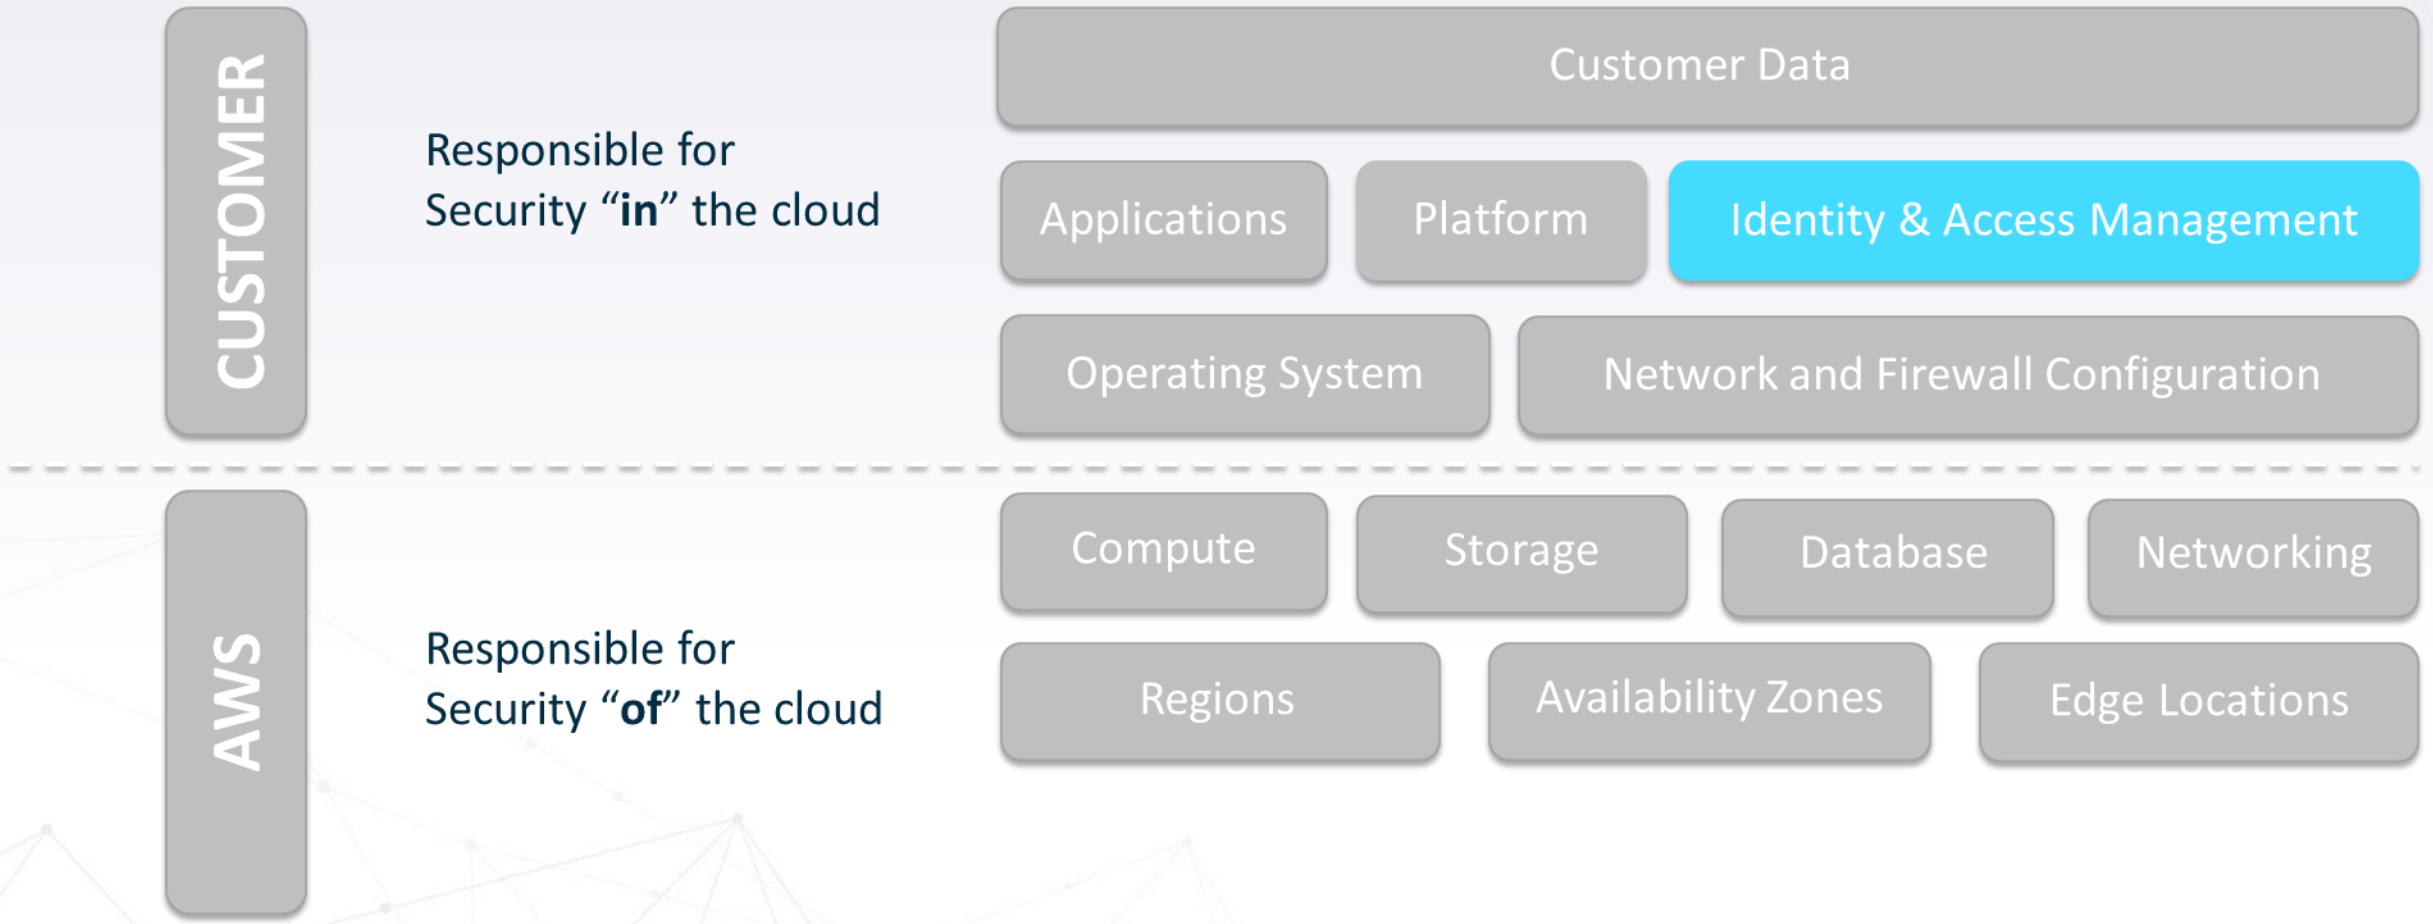 CUSTOMER
Responsible for
Security “in” the cloud
Customer Data
Applications
Platform
Identity & Access Management
Operating System
Network and Firewall Configuration
AWS
Responsible for
Security “of” the cloud
Compute
Storage
Database
Networking
Regions
Availability Zones
Edge Locations